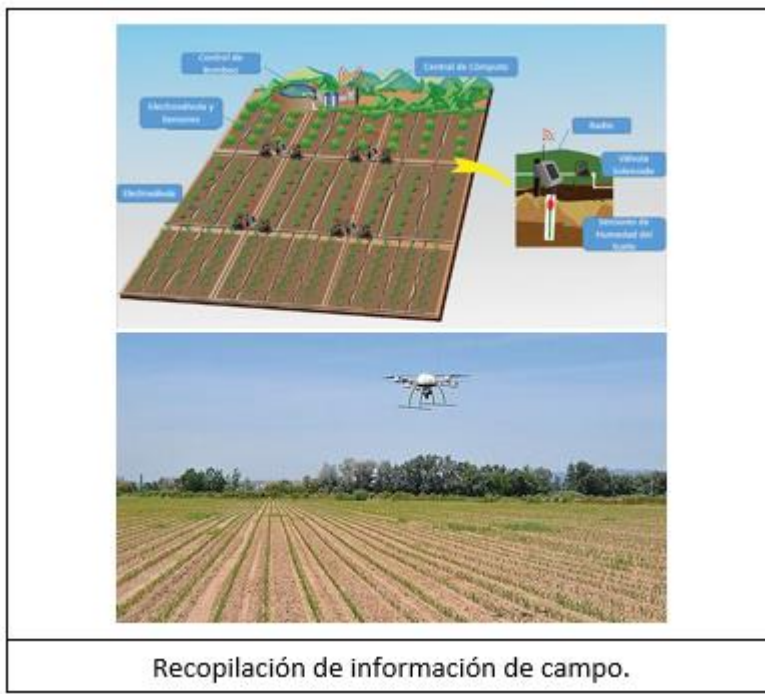 Control de
Bombeo
Central de Cómputo
Electroválvula y
Sensores
Radio
Válvula
Solenoide
Electroválvula
Sensores de
Humedad del
Suelo
Recopilación de información de campo.